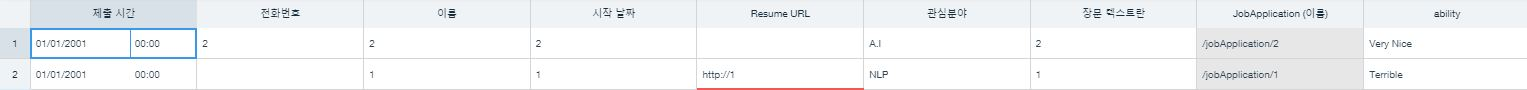 제출 시간 전화번호 이름 시작 날짜 Resume URL 관심분야 장문 텍스트란 JobApplication (이름) ability
1 01/01/2001 00:00 2 2 2 A.I 2 /jobApplication/2 Very Nice
2 01/01/2001 00:00 1 1 http://1 NLP 1 /jobApplication/1 Terrible